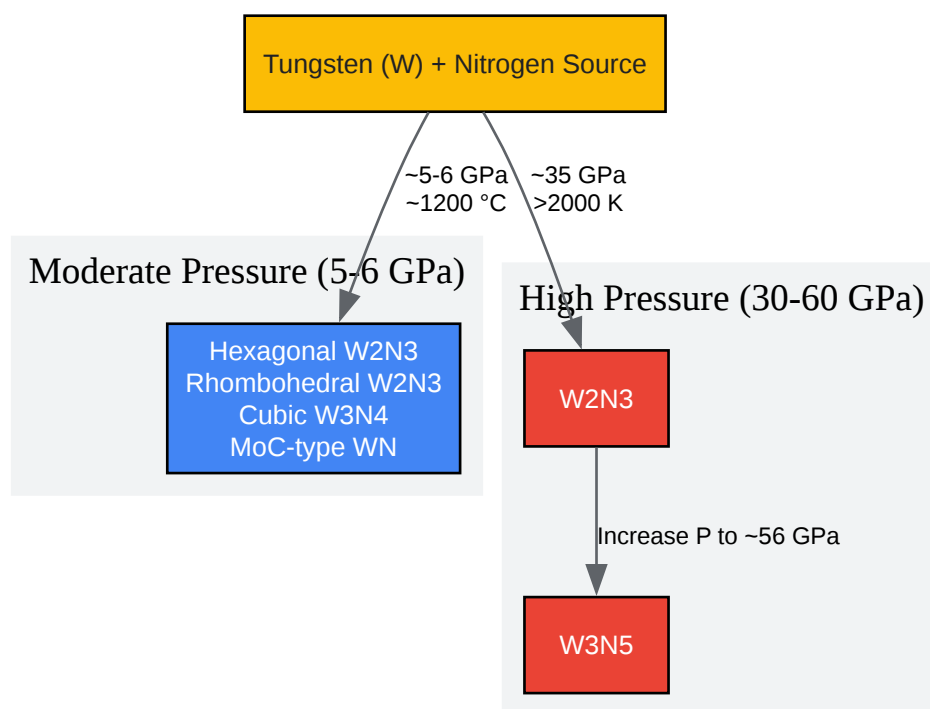 Tungsten (W) + Nitrogen Source
~5-6 GPa
~1200 °C
~35 GPa
>2000 K
Moderate Pressure (5-6 GPa)
Hexagonal W2N3
Rhombohedral W2N3
Cubic W3N4
MoC-type WN
High Pressure (30-60 GPa)
W2N3
Increase P to ~56 GPa
W3N5